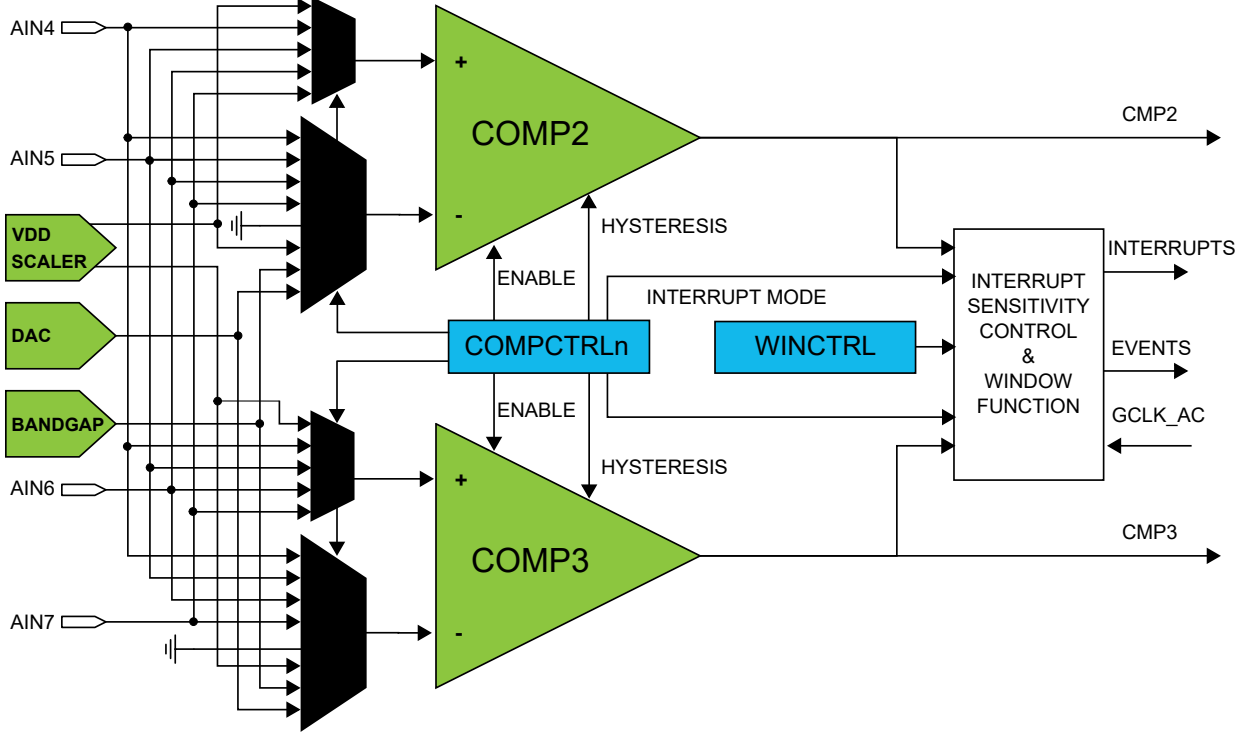 AIN4
+
COMP2
CMP2
AIN5
-
VDD
SCALER
HYSTERESIS
ENABLE
INTERRUPTS
INTERRUPT MODE
INTERRUPT
SENSITIVITY
CONTROL
&
WINDOW
FUNCTION
DAC
COMPCTRLn
WINCTRL
EVENTS
BANDGAP
ENABLE
GCLK_AC
HYSTERESIS
AIN6
+
COMP3
CMP3
AIN7
-